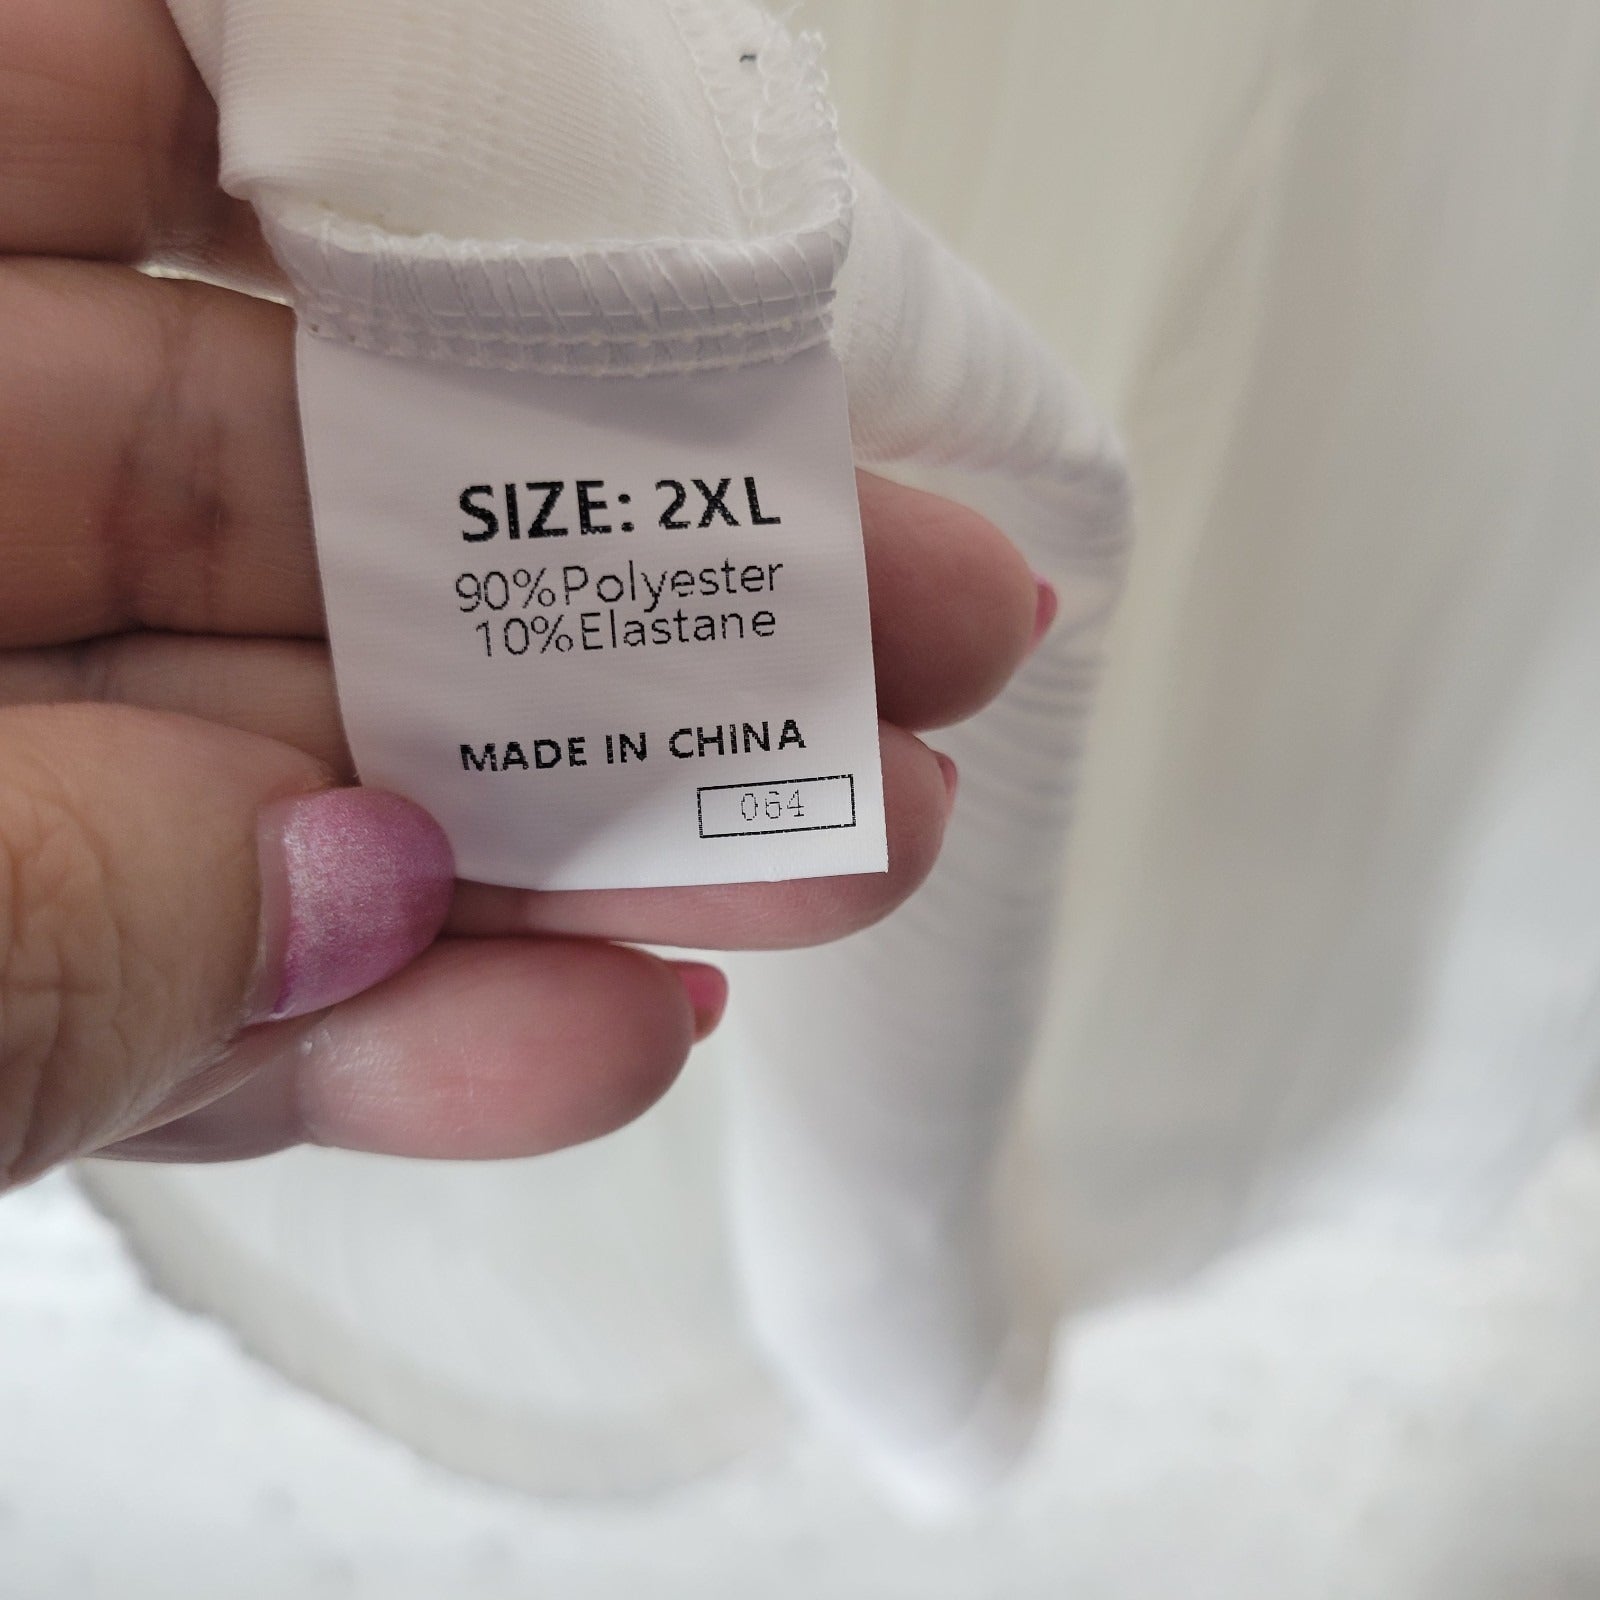 SIZE: 2XL
90%Polyester
10%Elastane
MADE IN CHINA
064